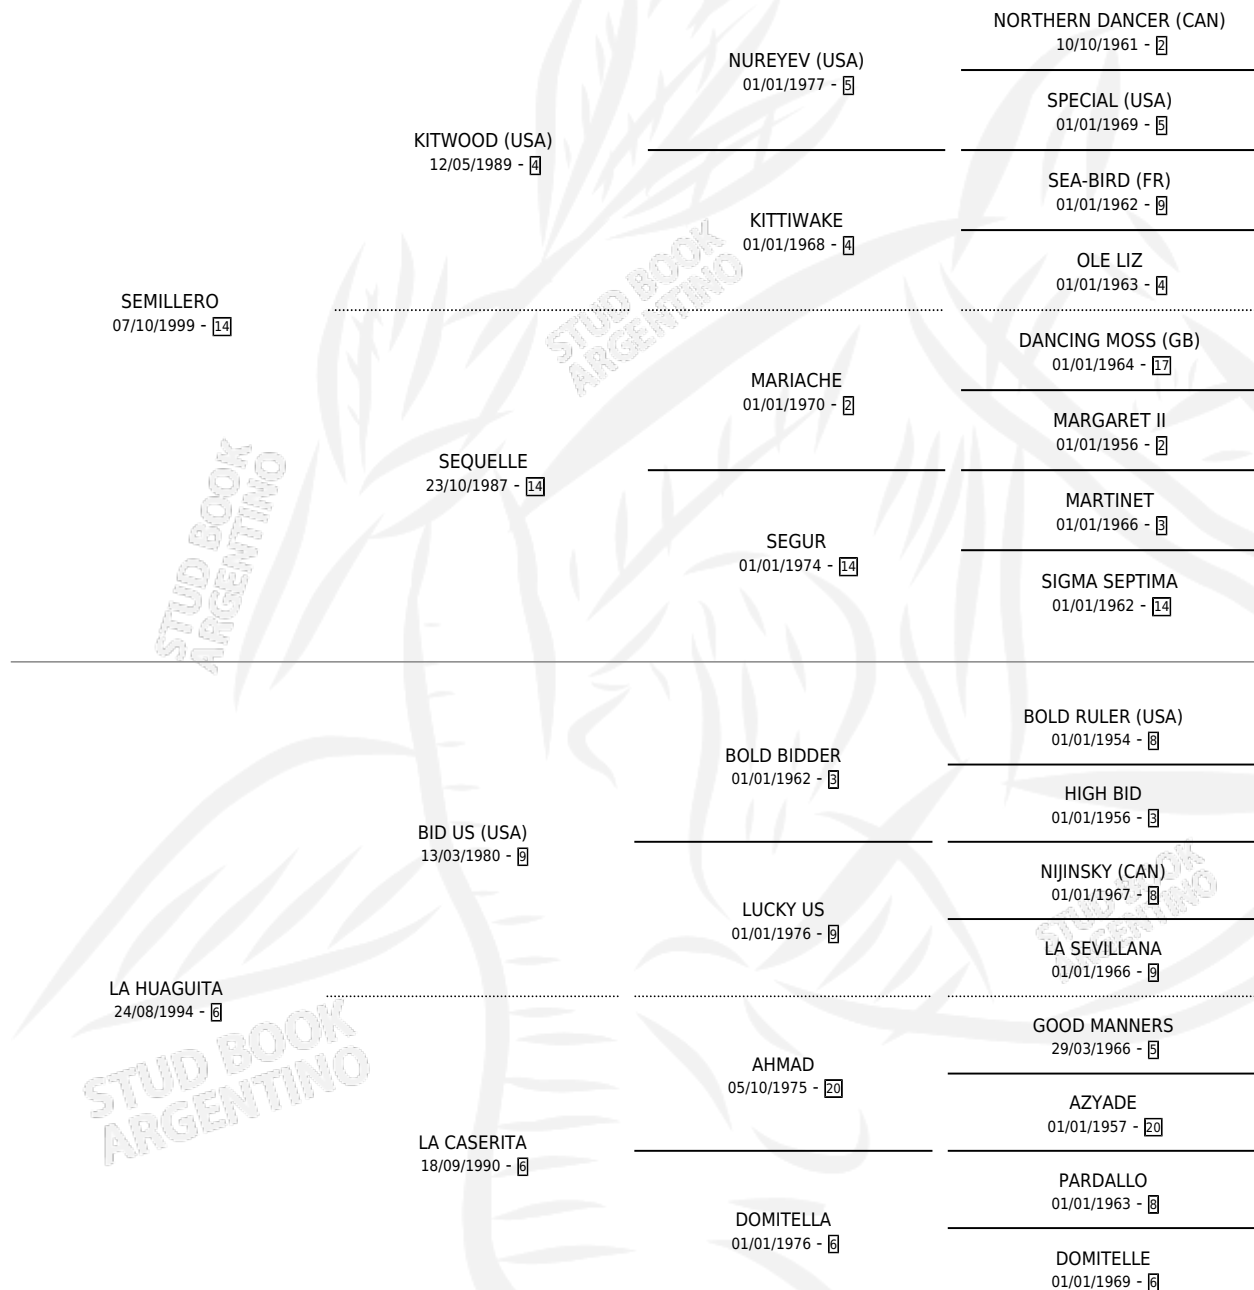 NORTHERN DANCER (CAN)
10/10/1961 - 2
NUREYEV (USA)
01/01/1977 - 5
SPECIAL (USA)
01/01/1969 - 5
KITWOOD (USA)
12/05/1989 - 4
SEA-BIRD (FR)
01/01/1962 - 9
KITTIWAKE
01/01/1968 - 4
OLE LIZ
01/01/1963 - 4
SEMILLERO
07/10/1999 - 14
DANCING MOSS (GB)
01/01/1964 - 17
MARIACHE
01/01/1970 - 2
MARGARET II
01/01/1956 - 2
SEQUELLE
23/10/1987 - 14
MARTINET
01/01/1966 - 3
SEGUR
01/01/1974 - 14
SIGMA SEPTIMA
01/01/1962 - 14
BOLD RULER (USA)
01/01/1954 - 8
BOLD BIDDER
01/01/1962 - 3
HIGH BID
01/01/1956 - 3
BID US (USA)
13/03/1980 - 9
NIJINSKY (CAN)
01/01/1967 - 8
LUCKY US
01/01/1976 - 9
LA SEVILLANA
01/01/1966 - 9
LA HUAGUITA
24/08/1994 - 6
GOOD MANNERS
29/03/1966 - 5
AHMAD
05/10/1975 - 20
AZYADE
01/01/1957 - 20
LA CASERITA
18/09/1990 - 6
PARDALLO
01/01/1963 - 8
DOMITELLA
01/01/1976 - 6
DOMITELLE
01/01/1969 - 6
STUD BOOK
ARGENTINO
STUD BOOK
ARGENTINO
STUD BOOK
ARGENTINO
STUD BOOK
ARGENTINO